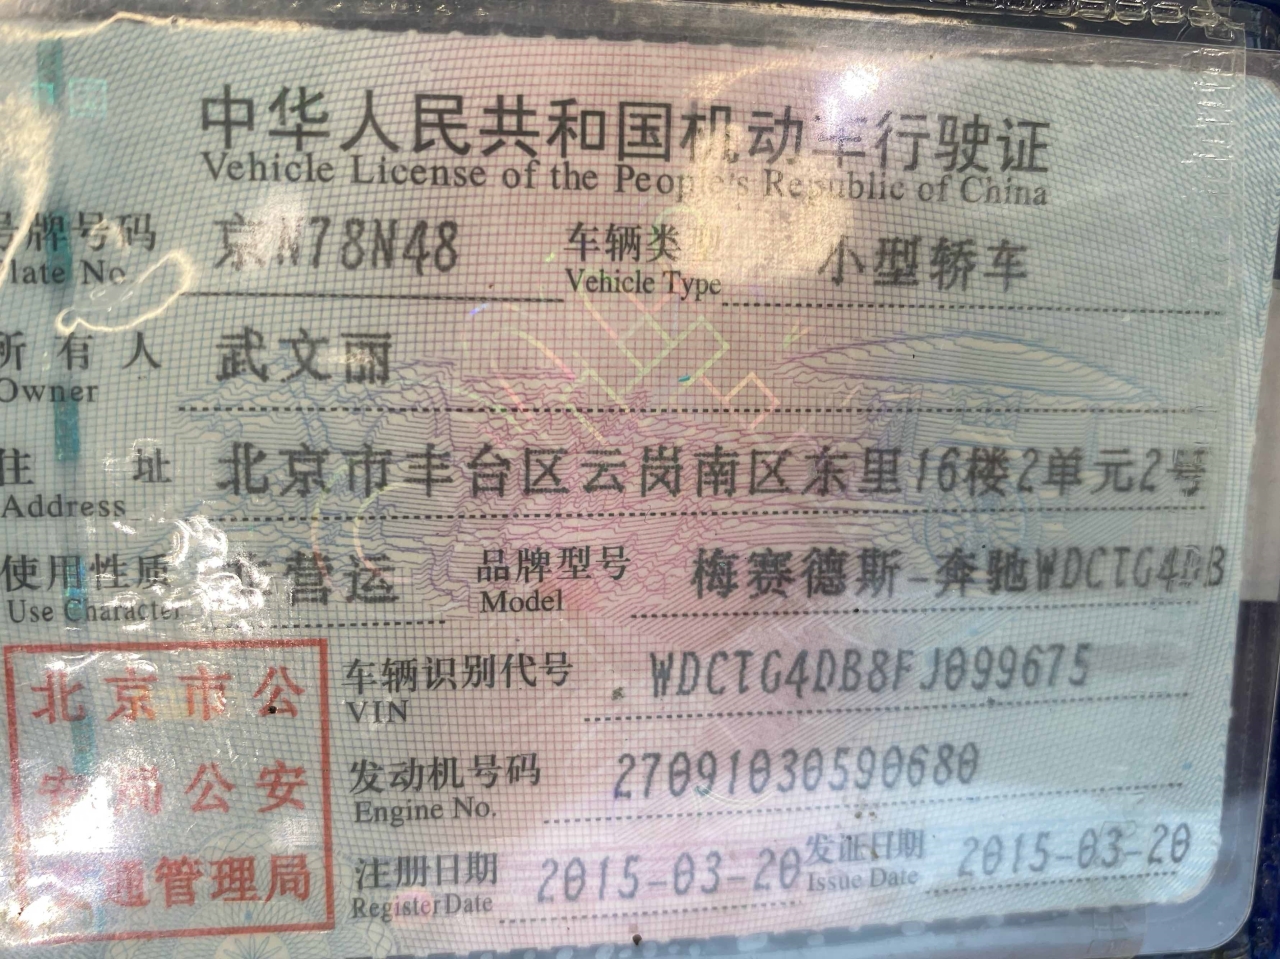 中华人民共和国机动车行驶证
Vehicle License of the People's Republic of China
号牌号码 京N78N48 车辆类型 小型轿车
Plate No. Vehicle Type
所有人 武文丽
Owner
住址 北京市丰台区云岗南区东里16楼2单元2号
Address
使用性质 营运 品牌型号 梅赛德斯-奔驰WDCTG4DB
Use Character Model
北京市公
安局公安
通管理局
车辆识别代号 WDCTG4DB8FJ099675
VIN
发动机号码 27091030590680
Engine No.
注册日期 2015-03-20 发证日期 2015-03-20
Register Date Issue Date